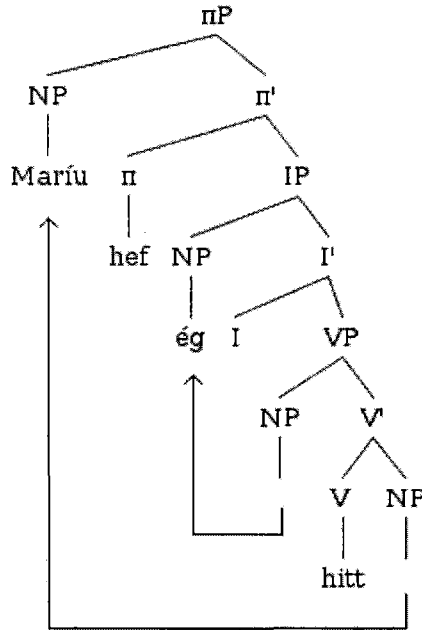 πP
NP π'
Maríu π IP
hef NP I'
ég I VP
NP V'
V NP
hitt